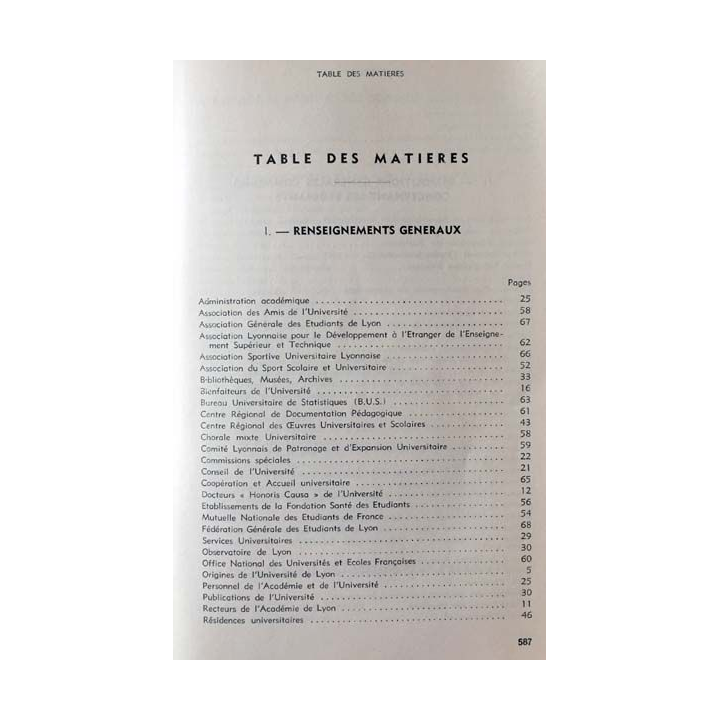 TABLE DES MATIERES
TABLE DES MATIERES
I. — RENSEIGNEMENTS GENERAUX
Pages
Administration académique ........ 25
Association des Amis de l'Université ........ 58
Association Générale des Etudiants de Lyon ........ 67
Association Lyonnaise pour le Développement à l'Etranger de l'Enseigne-
ment Supérieur et Technique ........ 62
Association Sportive Universitaire Lyonnaise ........ 66
Association du Sport Scolaire et Universitaire ........ 52
Bibliothèques, Musées, Archives ........ 33
Bienfaiteurs de l'Université ........ 16
Bureau Universitaire de Statistiques (B.U.S.) ........ 63
Centre Régional de Documentation Pédagogique ........ 61
Centre Régional des Œuvres Universitaires et Scolaires ........ 43
Chorale mixte Universitaire ........ 58
Comité Lyonnais de Patronage et d'Expansion Universitaire ........ 59
Commissions spéciales ........ 22
Conseil de l'Université ........ 21
Coopération et Accueil universitaire ........ 65
Docteurs « Honoris Causa » de l'Université ........ 12
Etablissements de la Fondation Santé des Etudiants ........ 56
Mutuelle Nationale des Etudiants de France ........ 54
Fédération Générale des Etudiants de Lyon ........ 68
Services Universitaires ........ 29
Observatoire de Lyon ........ 30
Office National des Universités et Ecoles Françaises ........ 60
Origines de l'Université de Lyon ........ 5
Personnel de l'Académie et de l'Université ........ 25
Publications de l'Université ........ 30
Recteurs de l'Académie de Lyon ........ 11
Résidences universitaires ........ 46
587